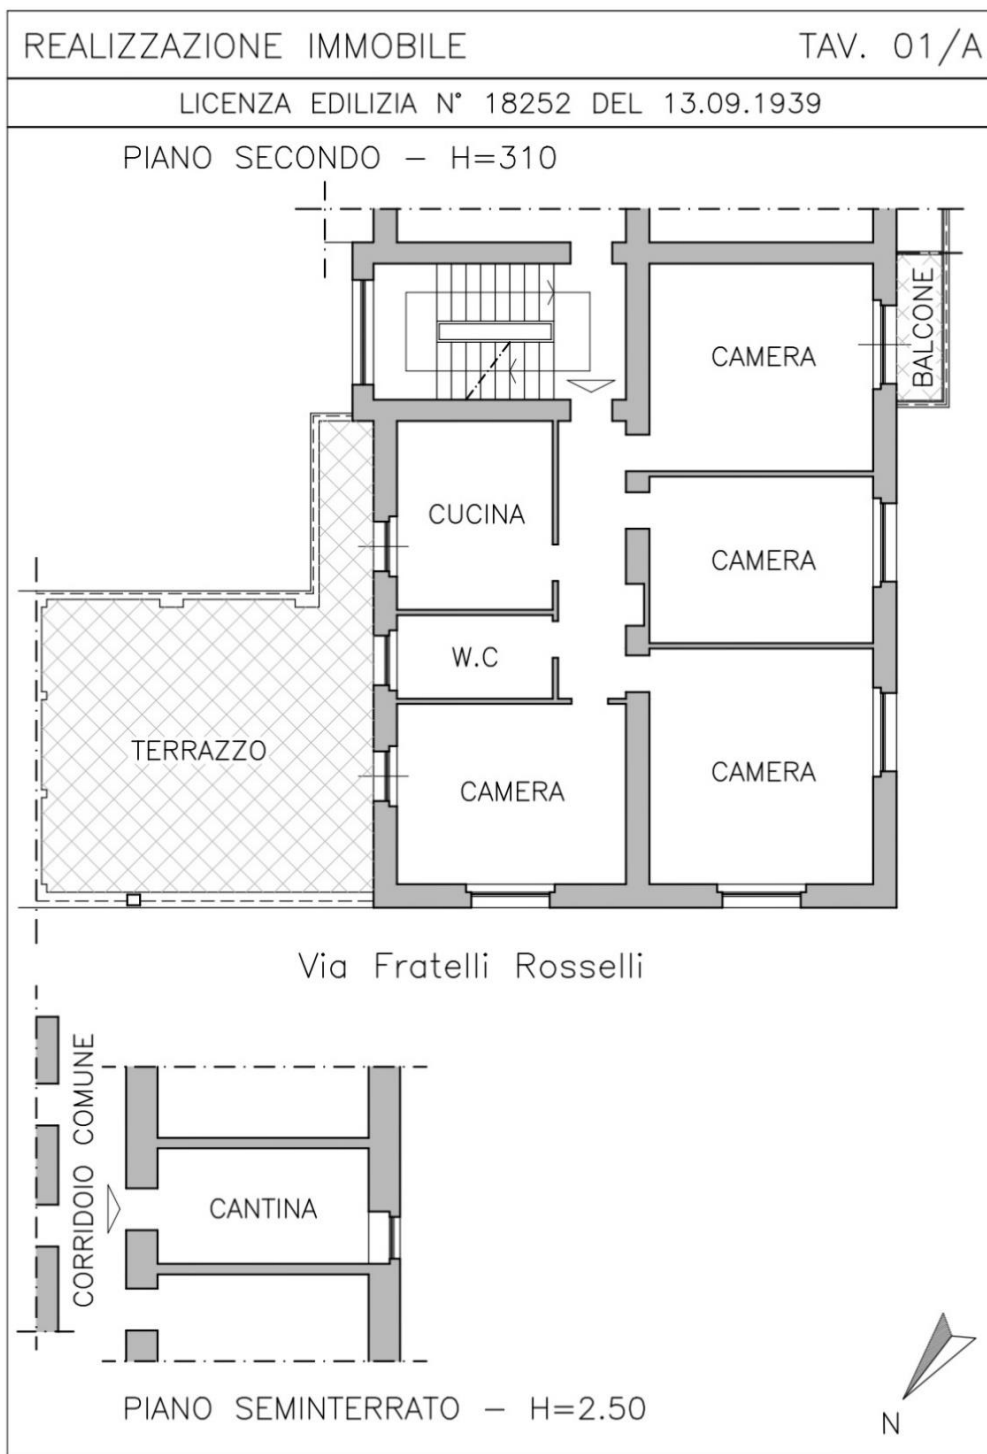 REALIZZAZIONE IMMOBILE
TAV. 01/A
LICENZA EDILIZIA N° 18252 DEL 13.09.1939
PIANO SECONDO - H=310
CAMERA
BALCONE
CUCINA
CAMERA
W.C
TERRAZZO
CAMERA
CAMERA
Via Fratelli Rosselli
CORRIDOIO COMUNE
CANTINA
PIANO SEMINTERRATO - H=2.50
N